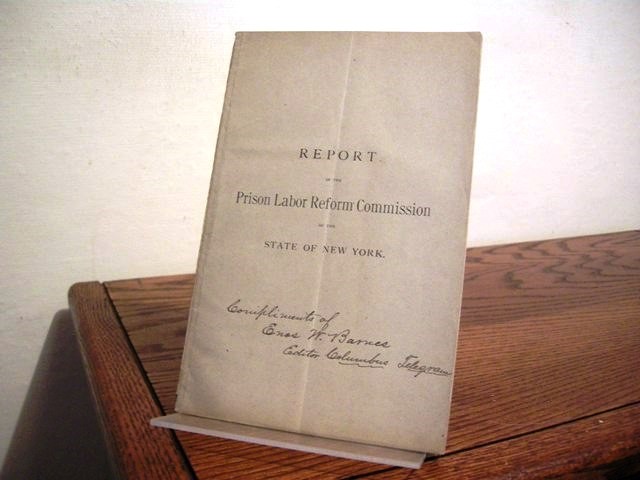 REPORT
OF THE
Prison Labor Reform Commission
OF THE
STATE OF NEW YORK.
Compliments of
Enos W. Barnes
Editor Columbus Telegram